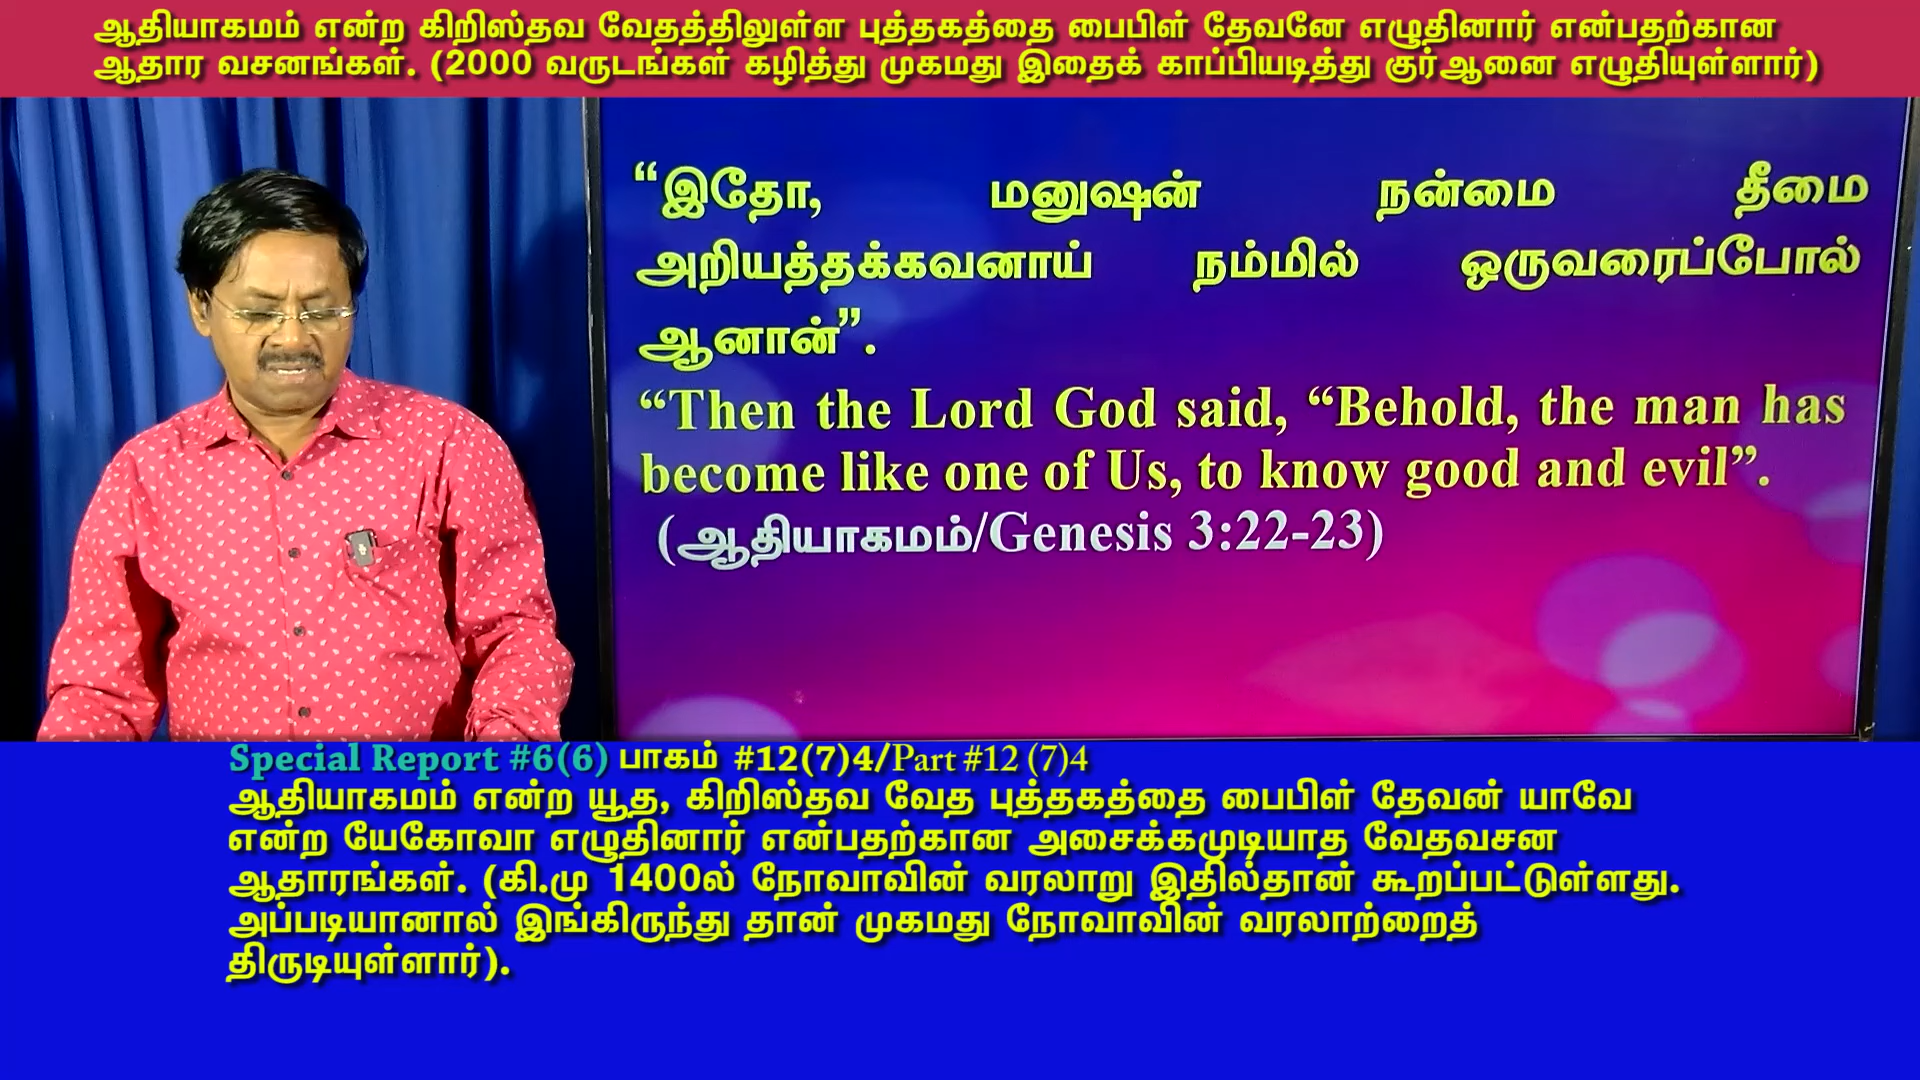 ஆதியாகமம் என்ற கிறிஸ்தவ வேதத்திலுள்ள புத்தகத்தை பைபிள் தேவனே எழுதினார் என்பதற்கான
ஆதார வசனங்கள். (2000 வருடங்கள் கழித்து முகமது இதைக் காப்பியடித்து குர்ஆனை எழுதியுள்ளார்)
“இதோ, மனுஷன் நன்மை தீமை
அறியத்தக்கவனாய் நம்மில் ஒருவரைப்போல்
ஆனான்”.
“Then the Lord God said, “Behold, the man has
become like one of Us, to know good and evil”.
(ஆதியாகமம்/Genesis 3:22-23)
Special Report #6(6) பாகம் #12(7)4/Part #12 (7)4
ஆதியாகமம் என்ற யூத, கிறிஸ்தவ வேத புத்தகத்தை பைபிள் தேவன் யாவே
என்ற யேகோவா எழுதினார் என்பதற்கான அசைக்கமுடியாத வேதவசன
ஆதாரங்கள். (கி.மு 1400ல் நோவாவின் வரலாறு இதில்தான் கூறப்பட்டுள்ளது.
அப்படியானால் இங்கிருந்து தான் முகமது நோவாவின் வரலாற்றைத்
திருடியுள்ளார்).